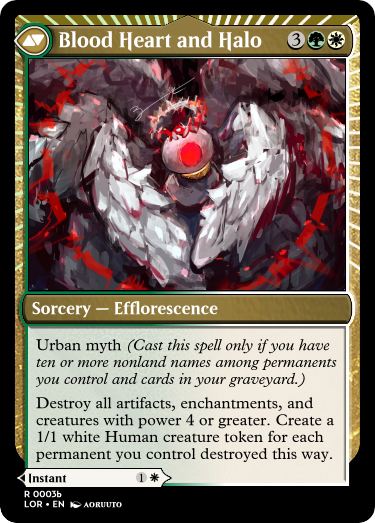 Blood Heart and Halo 3
Sorcery — Efflorescence
Urban myth (Cast this spell only if you have
ten or more nonland names among permanents
you control and cards in your graveyard.)
Destroy all artifacts, enchantments, and
creatures with power 4 or greater. Create a
1/1 white Human creature token for each
permanent you control destroyed this way.
Instant 1
R 0003b
LOR • EN AORUUTO